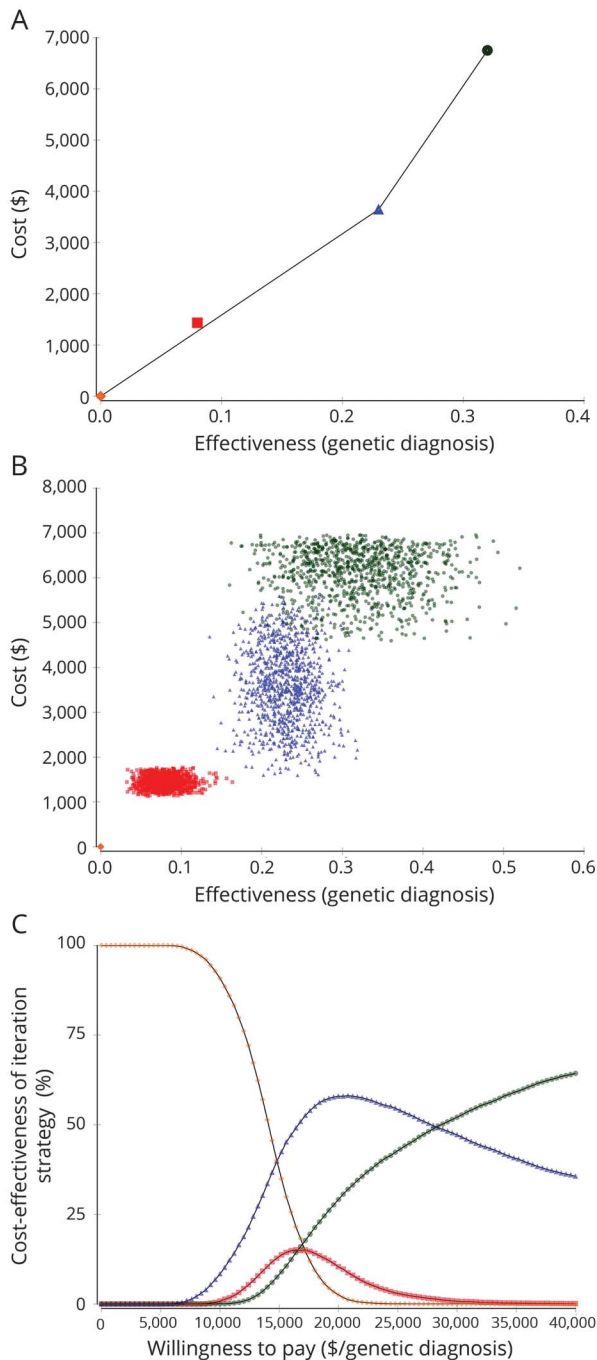 A
7,000
6,000
5,000
4,000
3,000
2,000
1,000
0
Cost ($)
0.0 0.1 0.2 0.3 0.4
Effectiveness (genetic diagnosis)
B
8,000
7,000
6,000
5,000
4,000
3,000
2,000
1,000
0
Cost ($)
0.0 0.1 0.2 0.3 0.4 0.5 0.6
Effectiveness (genetic diagnosis)
C
100
75
50
25
0
Cost-effectiveness of iteration
strategy (%)
0 5,000 10,000 15,000 20,000 25,000 30,000 35,000 40,000
Willingness to pay ($/genetic diagnosis)